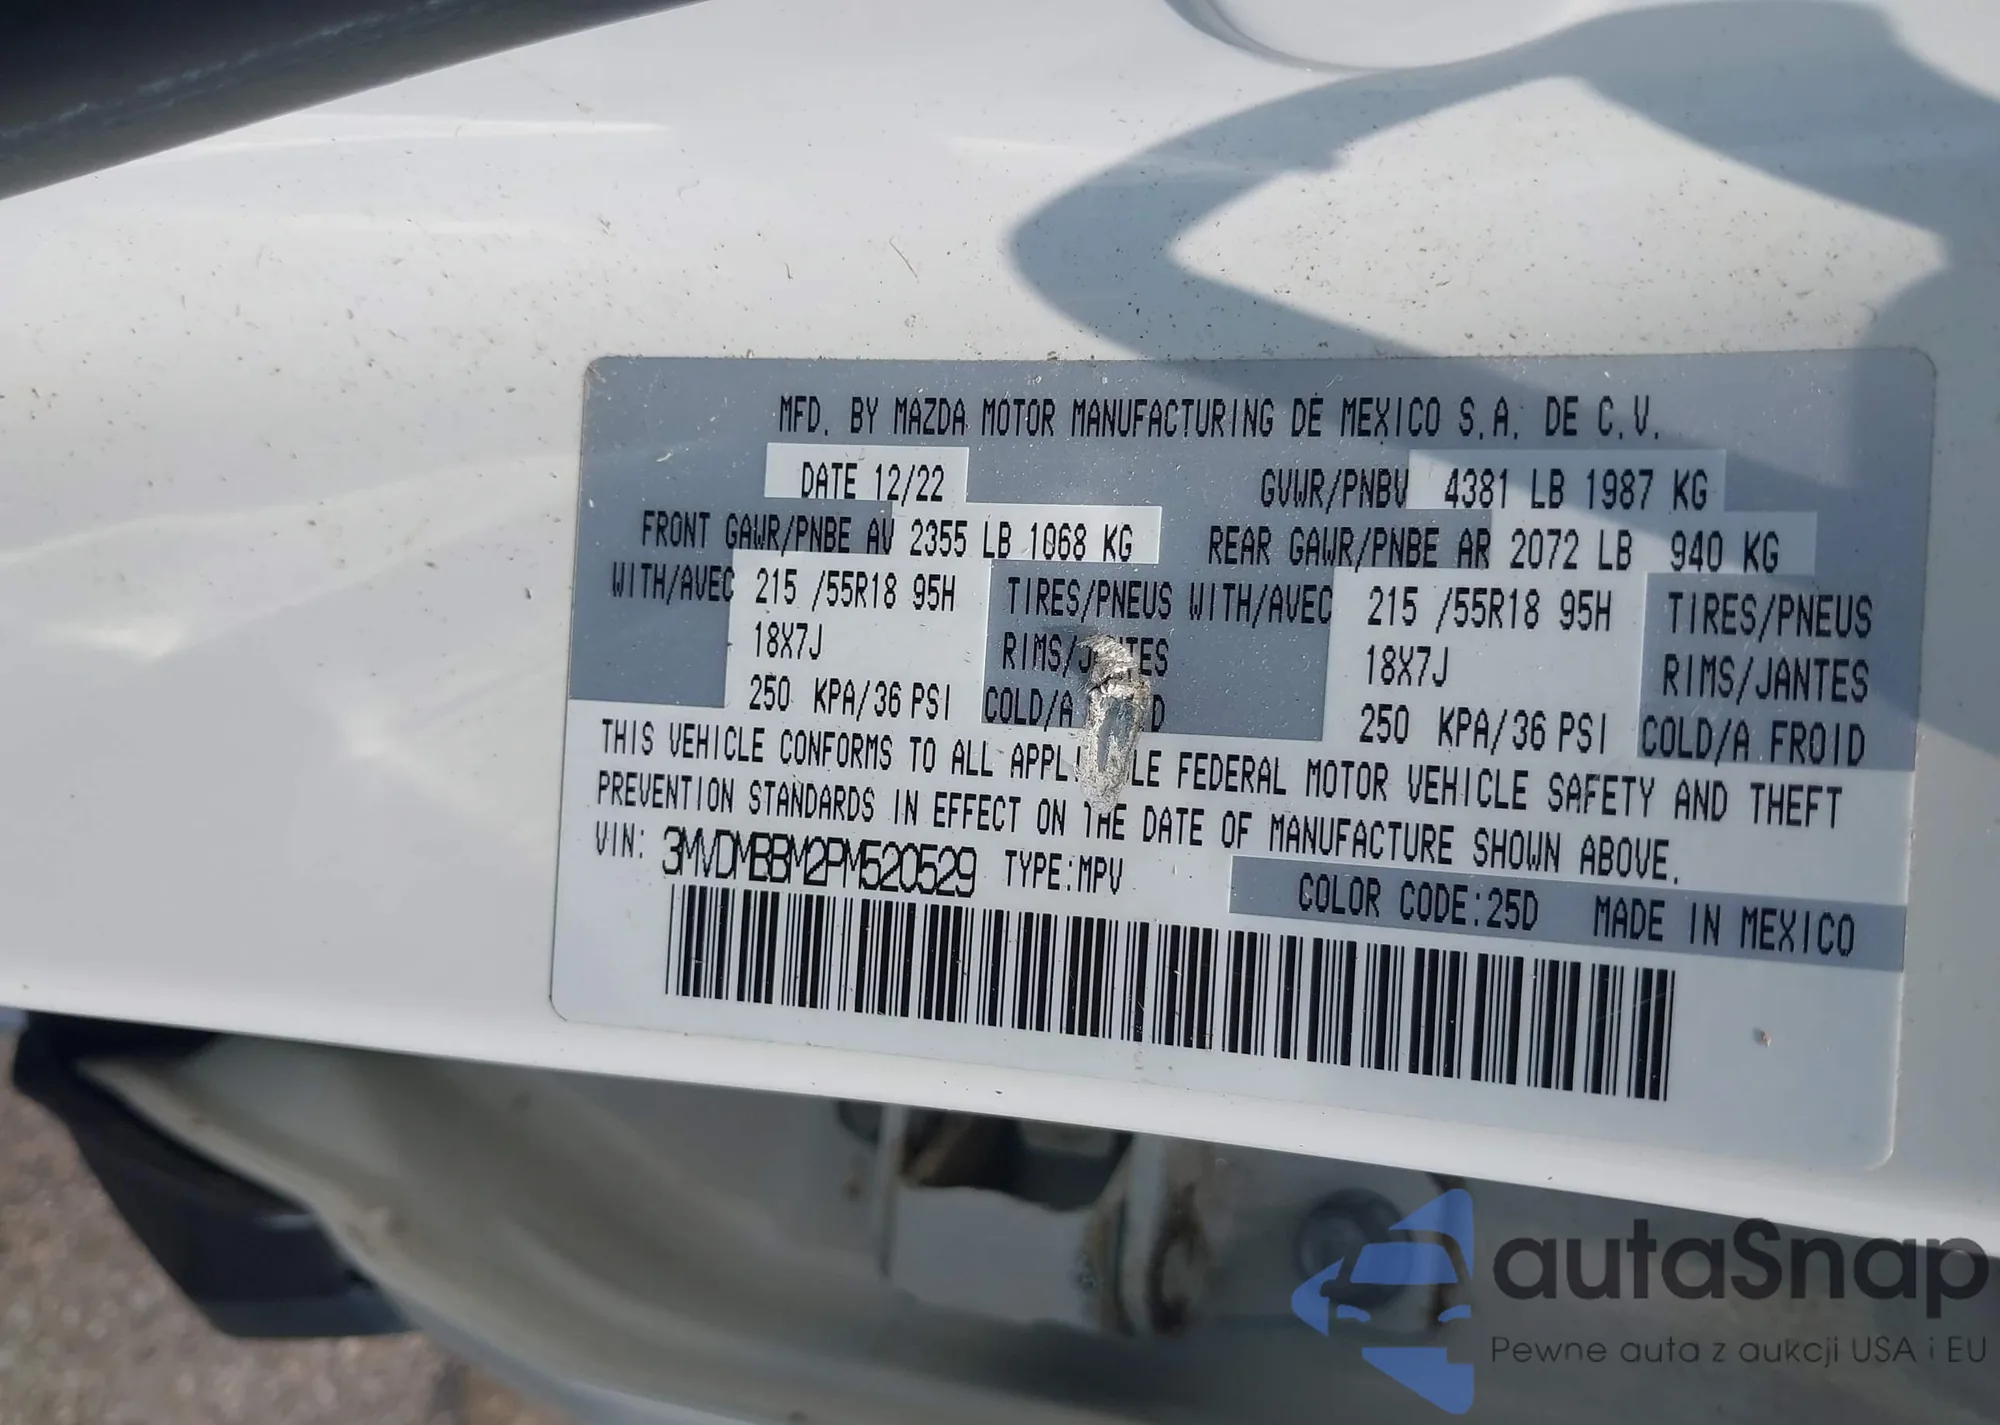 MFD. BY MAZDA MOTOR MANUFACTURING DE MEXICO S.A. DE C.V.
DATE 12/22 GVWR/PNBV 4381 LB 1987 KG
FRONT GAWR/PNBE AV 2355 LB 1068 KG REAR GAWR/PNBE AR 2072 LB 940 KG
WITH/AVEC 215 /55R18 95H TIRES/PNEUS WITH/AVEC 215 /55R18 95H TIRES/PNEUS
18X7J RIMS/JANTES 18X7J RIMS/JANTES
250 KPA/36 PSI COLD/A 250 KPA/36 PSI COLD/A FROID
THIS VEHICLE CONFORMS TO ALL APPLICABLE FEDERAL MOTOR VEHICLE SAFETY AND THEFT
PREVENTION STANDARDS IN EFFECT ON THE DATE OF MANUFACTURE SHOWN ABOVE.
VIN: 3MVDMBBM2PM520529 TYPE:MPV
COLOR CODE:25D MADE IN MEXICO
autaSnap
Pewne auta z aukcji USA i EU